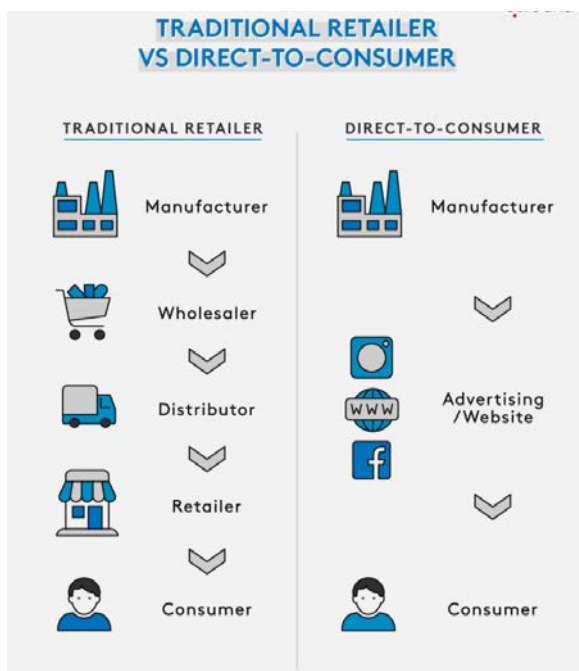 TRADITIONAL RETAILER
VS DIRECT-TO-CONSUMER
TRADITIONAL RETAILER
Manufacturer
Wholesaler
Distributor
Retailer
Consumer
DIRECT-TO-CONSUMER
Manufacturer
WWW
Advertising
/Website
f
Consumer